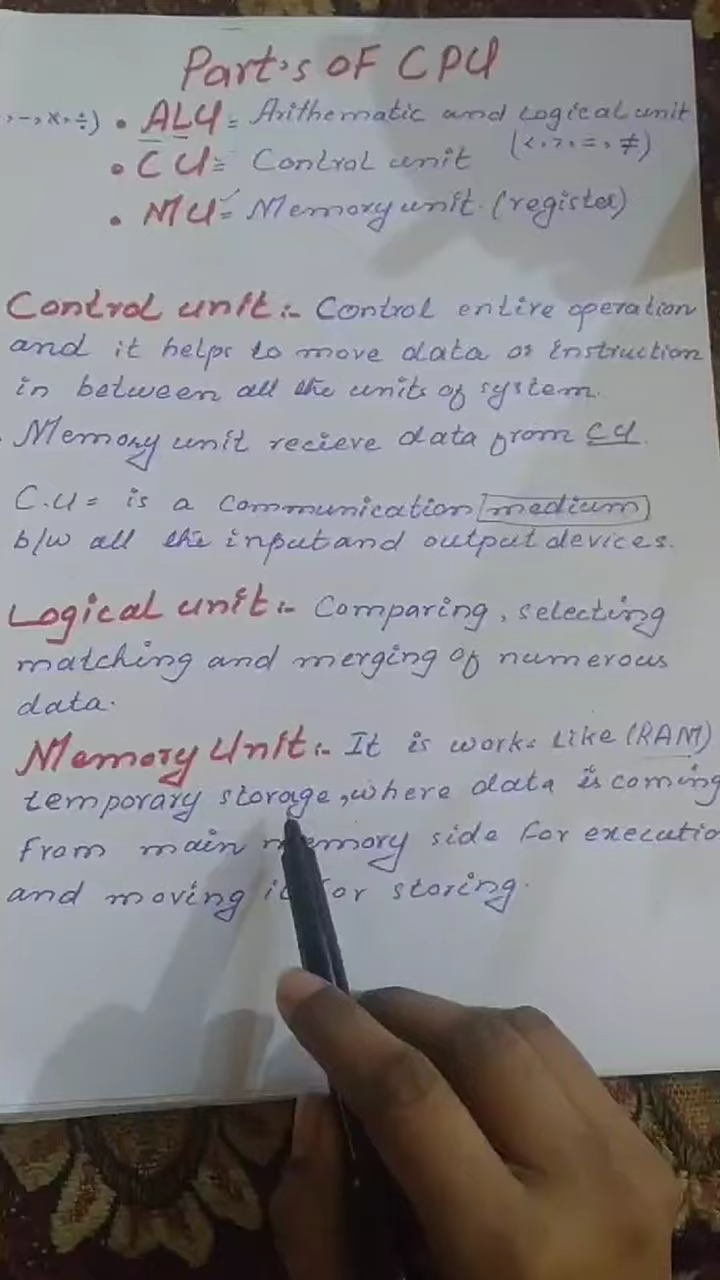 Part's OF CPU
, -, x, ÷) • ALU = Arithematic and Logical unit
(<, >, =, ≠)
• CU = Control unit
• MU = Memory unit (register)
Control unit :- Control entire operation
and it helps to move data or instruction
in between all the units of system.
Memory unit recieve data from CU.
C.U = is a communication medium
b/w all the input and output devices.
Logical unit :- Comparing, selecting
matching and merging of numerous
data.
Memory Unit :- It is works like (RAM)
temporary storage, where data is coming
from main memory side for executio
and moving it for storing.